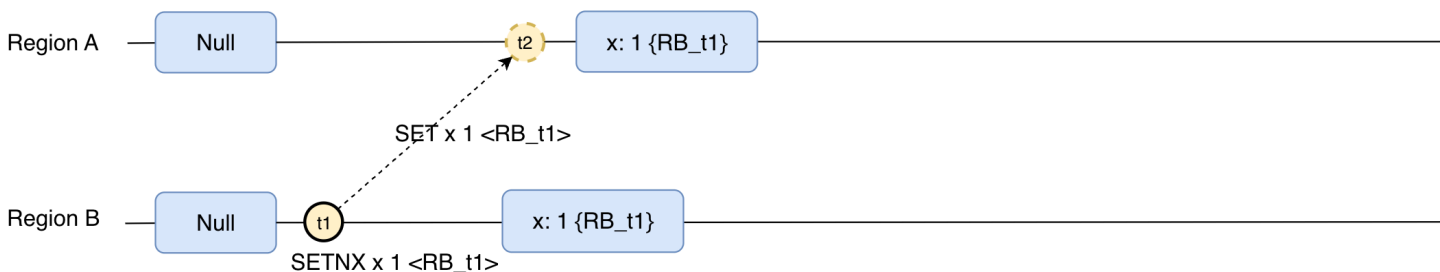 Region A
Null
t2
x: 1 {RB_t1}
SET x 1 <RB_t1>
Region B
Null
t1
x: 1 {RB_t1}
SETNX x 1 <RB_t1>